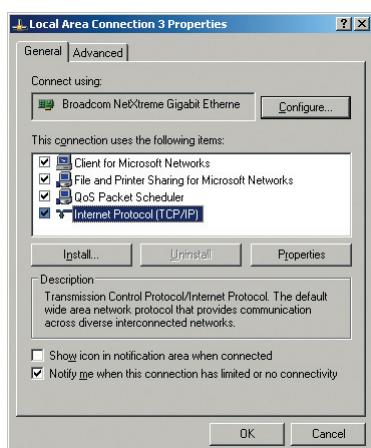 Local Area Connection 3 Properties
General Advanced
Connect using:
Broadcom NetXtreme Gigabit Etherne Configure...
This connection uses the following items:
Client for Microsoft Networks
File and Printer Sharing for Microsoft Networks
QoS Packet Scheduler
Internet Protocol (TCP/IP)
Install... Uninstall Properties
Description
Transmission Control Protocol/Internet Protocol. The default
wide area network protocol that provides communication
across diverse interconnected networks.
Show icon in notification area when connected
Notify me when this connection has limited or no connectivity
OK Cancel